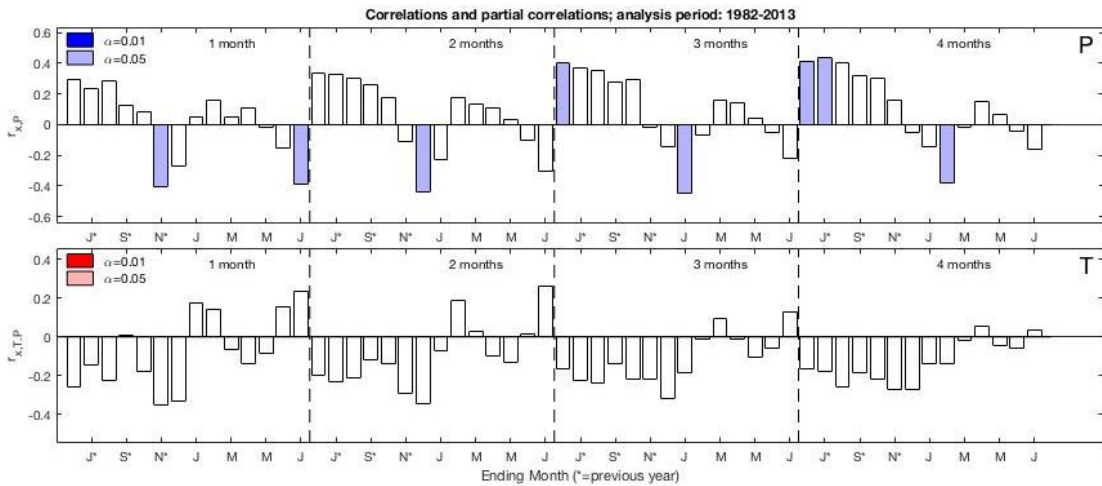 Correlations and partial correlations; analysis period: 1982-2013
0.6
0.4
0.2
0
-0.2
-0.4
-0.6
r x,P
α=0.01
α=0.05
1 month
2 months
3 months
4 months
P
J* S* N* J M M J J* S* N* J M M J J* S* N* J M M J J* S* N* J M M J
0.4
0.2
0
-0.2
-0.4
r x,T.P
α=0.01
α=0.05
1 month
2 months
3 months
4 months
T
J* S* N* J M M J J* S* N* J M M J J* S* N* J M M J J* S* N* J M M J
Ending Month (*=previous year)